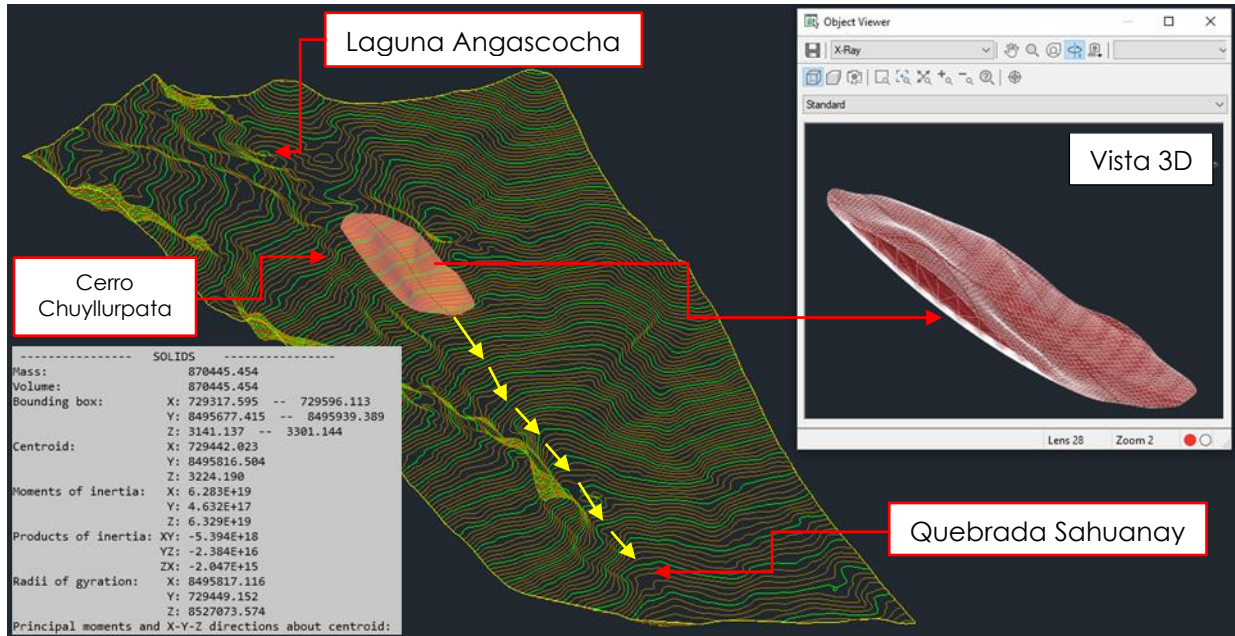 Laguna Angascocha
Object Viewer
X-Ray
Standard
Vista 3D
Cerro
Chuyllurpata
---------------- SOLIDS ----------------
Mass: 870445.454
Volume: 870445.454
Bounding box: X: 729317.595 -- 729596.113
Y: 8495677.415 -- 8495939.389
Z: 3141.137 -- 3301.144
Centroid: X: 729442.023
Y: 8495816.504
Z: 3224.190
Moments of inertia: X: 6.283E+19
Y: 4.632E+17
Z: 6.329E+19
Products of inertia: XY: -5.394E+18
YZ: -2.384E+16
ZX: -2.047E+15
Radii of gyration: X: 8495817.116
Y: 729449.152
Z: 8527073.574
Principal moments and X-Y-Z directions about centroid:
Lens 28 Zoom 2
Quebrada Sahuanay